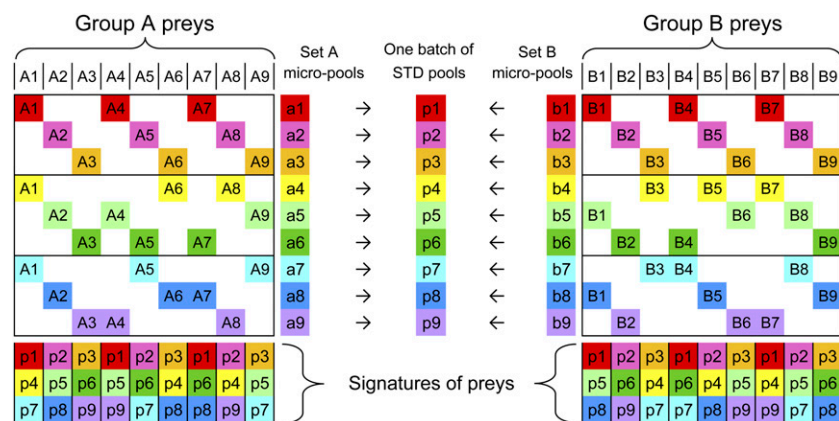 Group A preys Group B preys
Set A One batch of Set B
micro-pools STD pools micro-pools
A1 A2 A3 A4 A5 A6 A7 A8 A9 B1 B2 B3 B4 B5 B6 B7 B8 B9
A1 A4 A7 a1 → p1 ← b1 B1 B4 B7
A2 A5 A8 a2 → p2 ← b2 B2 B5 B8
A3 A6 A9 a3 → p3 ← b3 B3 B6 B9
A1 A6 A8 a4 → p4 ← b4 B3 B5 B7
A2 A4 A9 a5 → p5 ← b5 B1 B6 B8
A3 A5 A7 a6 → p6 ← b6 B2 B4 B9
A1 A5 A9 a7 → p7 ← b7 B3 B4 B8
A2 A6 A7 a8 → p8 ← b8 B1 B5 B9
A3 A4 A8 a9 → p9 ← b9 B2 B6 B7
p1 p2 p3 p1 p2 p3 p1 p2 p3 p1 p2 p3 p1 p2 p3 p1 p2 p3
p4 p5 p6 p5 p6 p4 p6 p4 p5 Signatures of preys p5 p6 p4 p6 p4 p5 p4 p5 p6
p7 p8 p9 p9 p7 p8 p8 p9 p7 p8 p9 p7 p7 p8 p9 p9 p7 p8